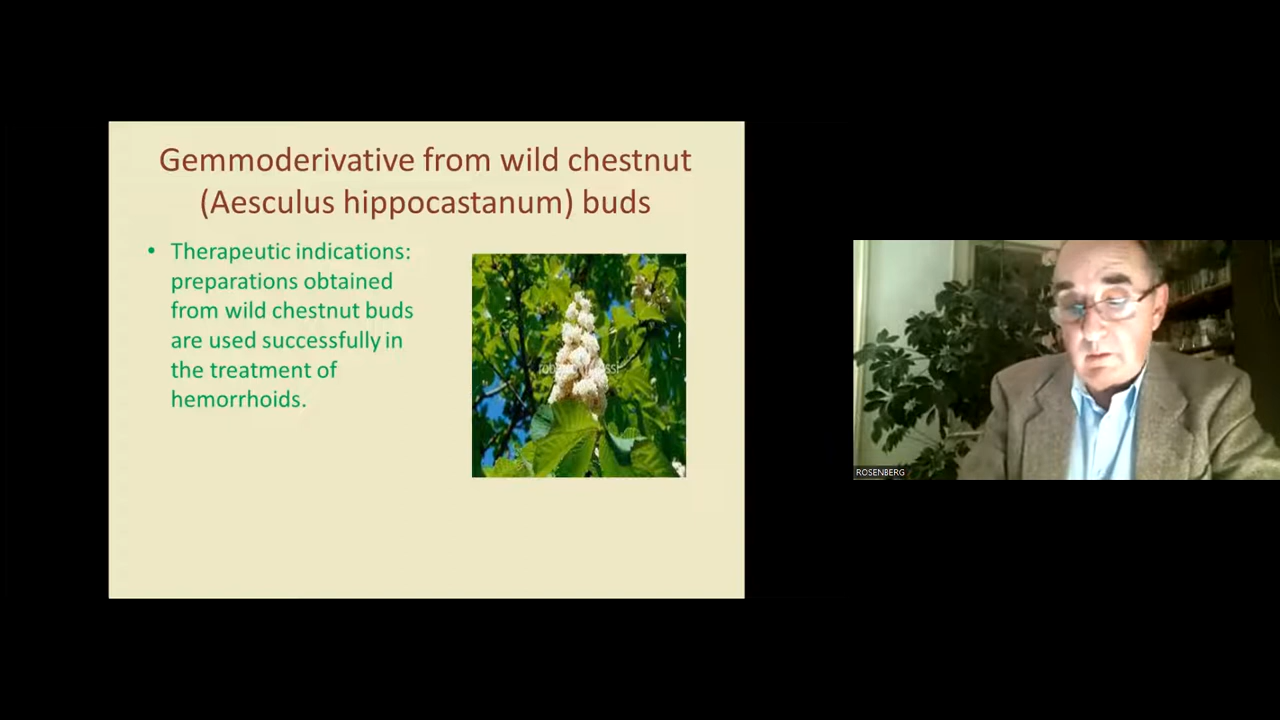 Gemmoderivative from wild chestnut
(Aesculus hippocastanum) buds
• Therapeutic indications:
preparations obtained
from wild chestnut buds
are used successfully in
the treatment of
hemorrhoids.
ROSENBERG